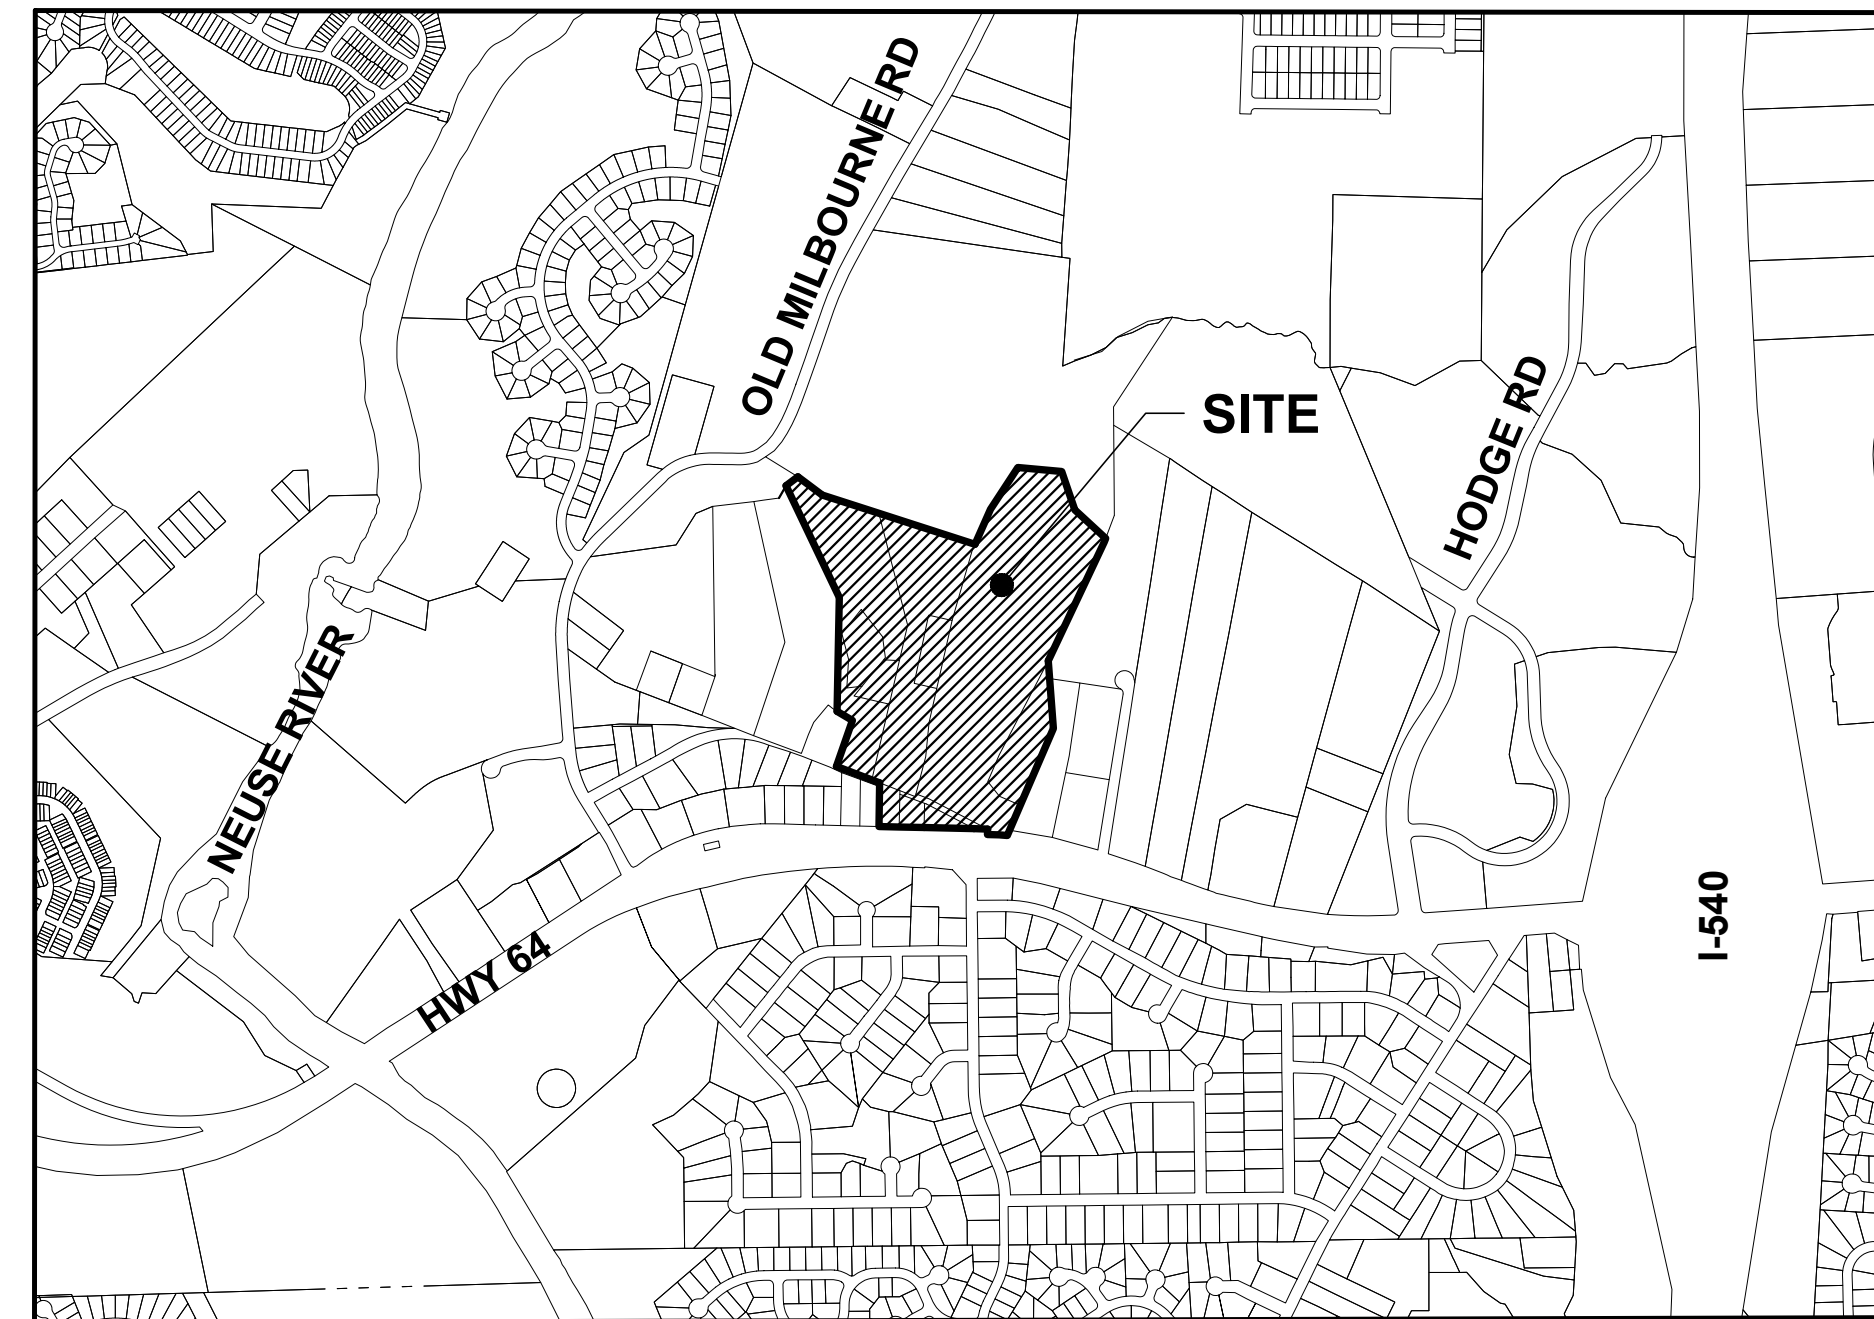 OLD MILBOURNE RD
SITE
HODGE RD
NEUSE RIVER
HWY 64
I-540